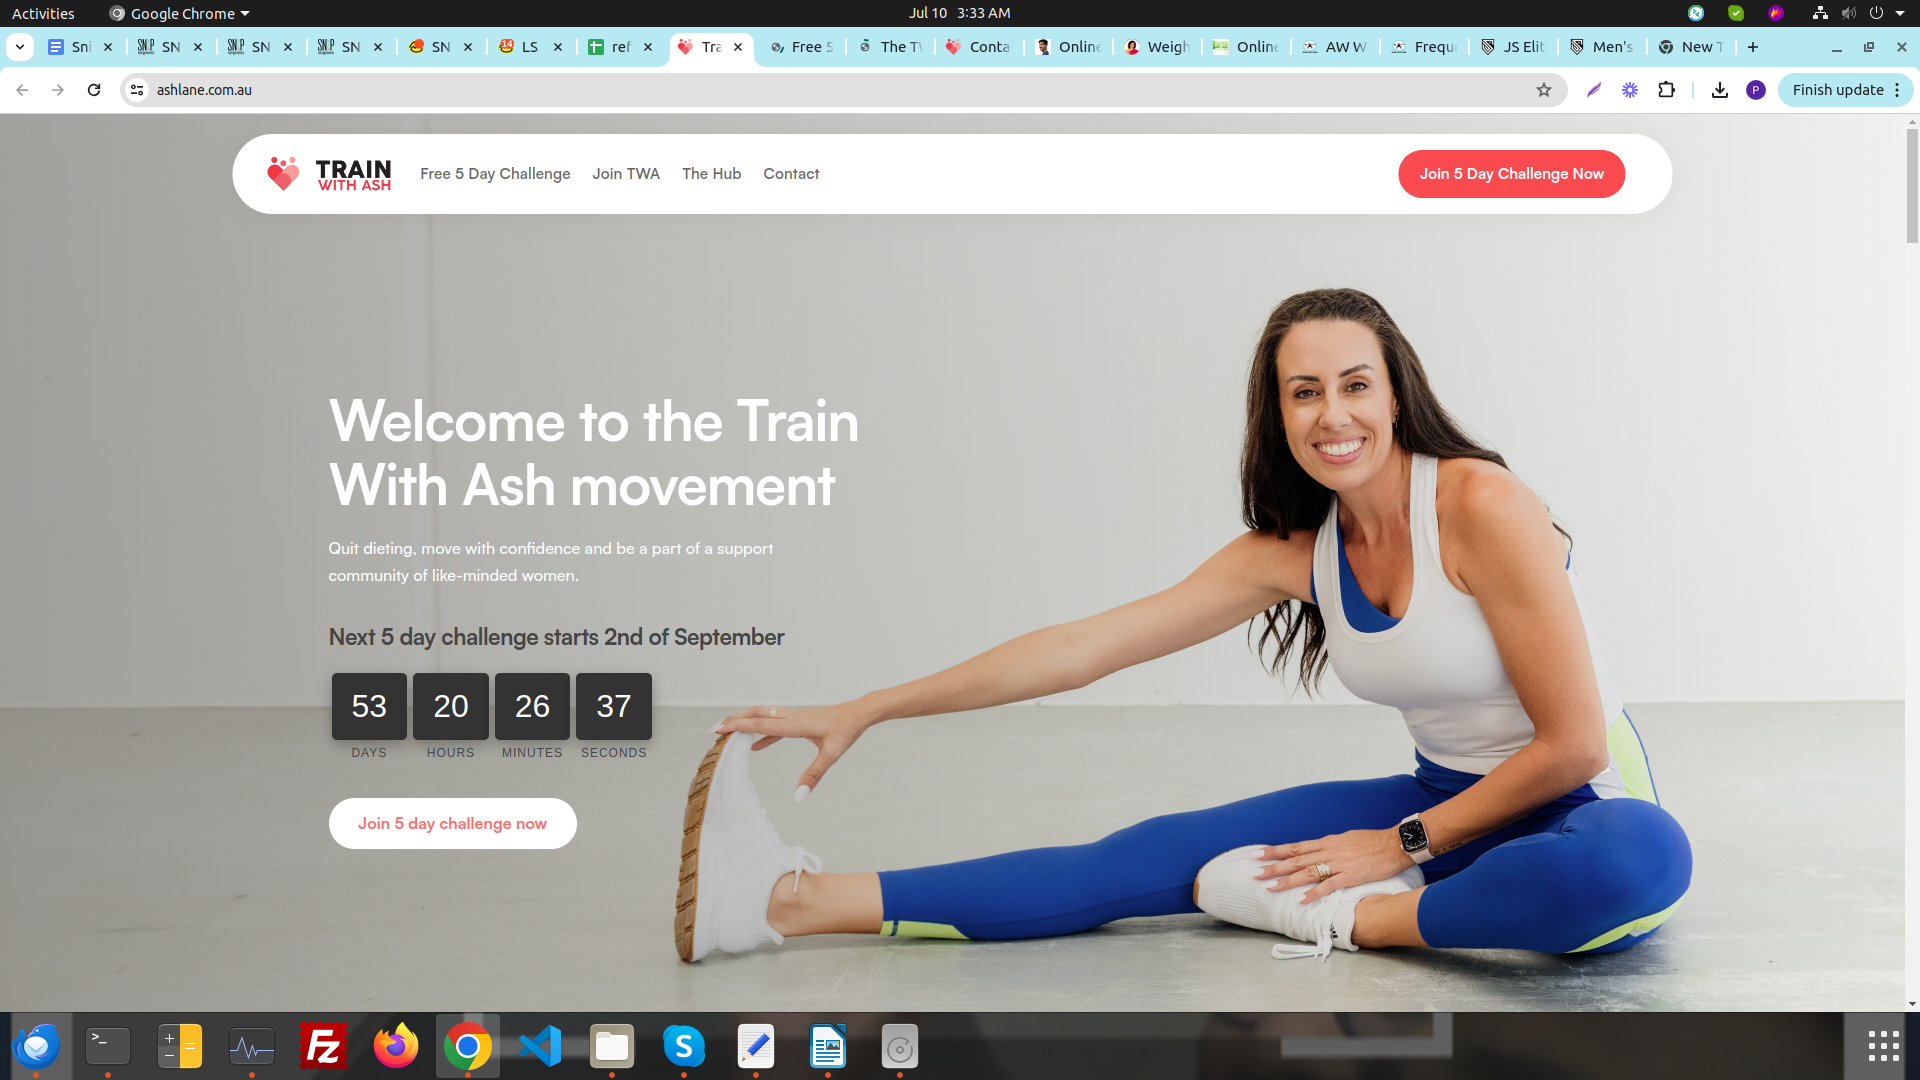 Activities
Google Chrome
Jul 10 3:33 AM
Sni
SN
SN
SN
SN
LS
ref
Tra
Free 5
The TW
Conta
Online
Weigh
Online
AW W
Frequ
JS Elit
Men's
New T
ashlane.com.au
P
Finish update
TRAIN
WITH ASH
Free 5 Day Challenge
Join TWA
The Hub
Contact
Join 5 Day Challenge Now
Welcome to the Train
With Ash movement
Quit dieting, move with confidence and be a part of a support
community of like-minded women.
Next 5 day challenge starts 2nd of September
53 20 26 37
DAYS HOURS MINUTES SECONDS
Join 5 day challenge now